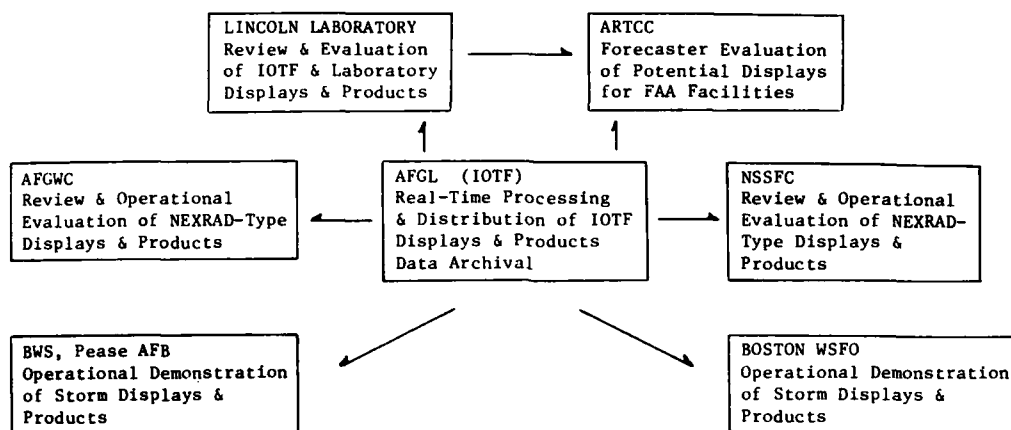 LINCOLN LABORATORY
Review & Evaluation
of IOTF & Laboratory
Displays & Products
ARTCC
Forecaster Evaluation
of Potential Displays
for FAA Facilities
AFGWC
Review & Operational
Evaluation of NEXRAD-Type
Displays & Products
AFGL (IOTF)
Real-Time Processing
& Distribution of IOTF
Displays & Products
Data Archival
NSSFC
Review & Operational
Evaluation of NEXRAD-
Type Displays &
Products
BWS, Pease AFB
Operational Demonstration
of Storm Displays &
Products
BOSTON WSFO
Operational Demonstration
of Storm Displays &
Products